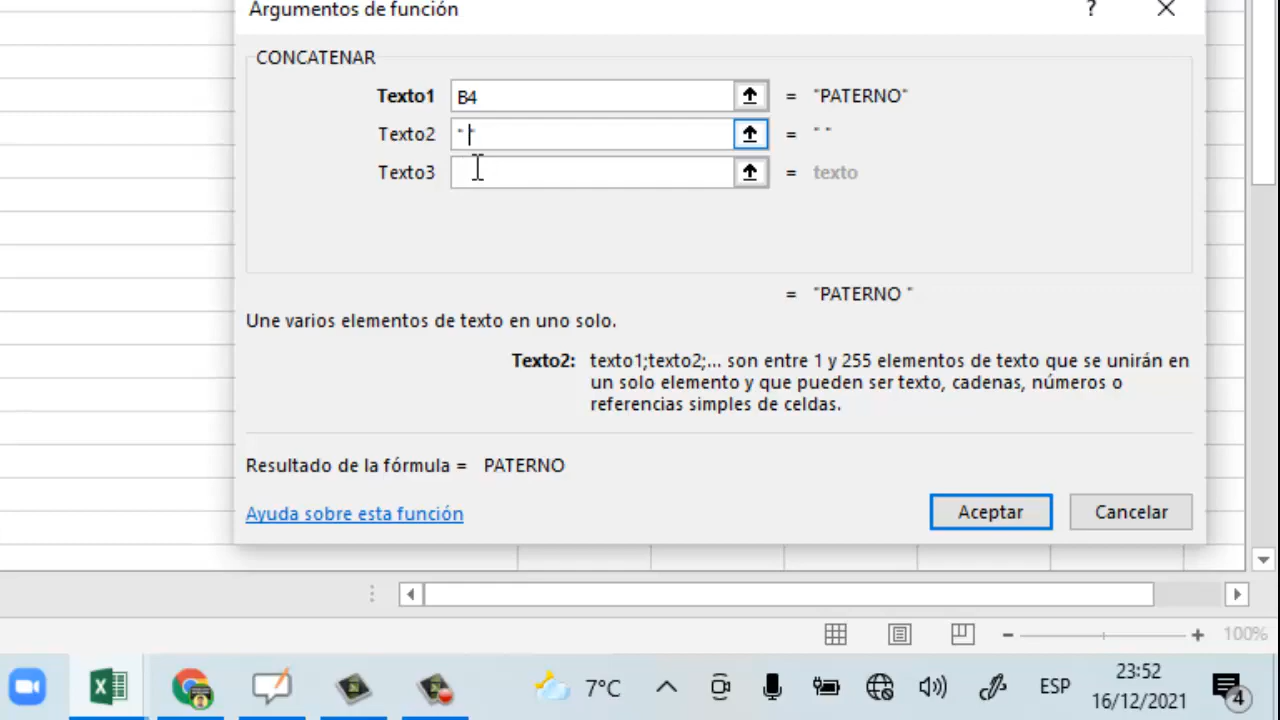 Argumentos de función
?
CONCATENAR
Texto1 B4 = "PATERNO"
Texto2 " " = " "
Texto3 = texto
= "PATERNO "
Une varios elementos de texto en uno solo.
Texto2: texto1;texto2;... son entre 1 y 255 elementos de texto que se unirán en
un solo elemento y que pueden ser texto, cadenas, números o
referencias simples de celdas.
Resultado de la fórmula = PATERNO
Ayuda sobre esta función
Aceptar
Cancelar
100%
7°C
ESP
23:52
16/12/2021
4